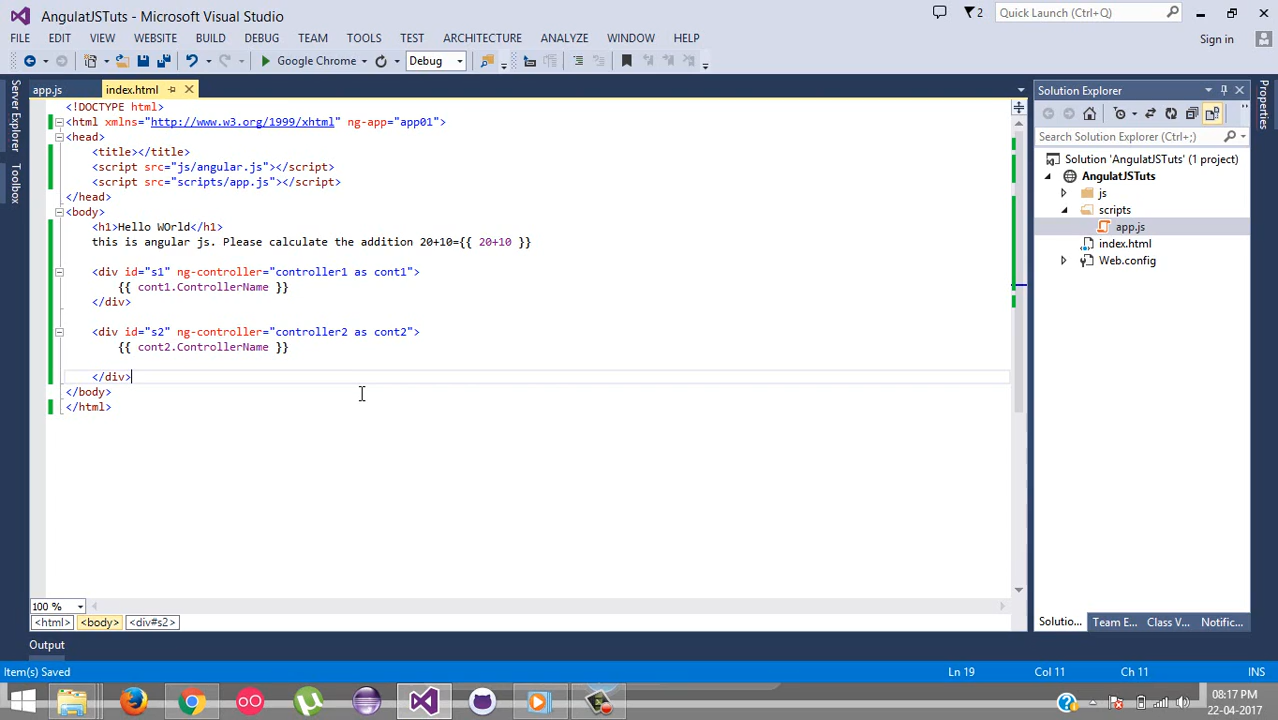 AngulatJSTuts - Microsoft Visual Studio
2
Quick Launch (Ctrl+Q)
FILE EDIT VIEW WEBSITE BUILD DEBUG TEAM TOOLS TEST ARCHITECTURE ANALYZE WINDOW HELP
Sign in
Google Chrome
Debug
Server Explorer
Toolbox
app.js index.html
<!DOCTYPE html>
<html xmlns="http://www.w3.org/1999/xhtml" ng-app="app01">
<head>
<title></title>
<script src="js/angular.js"></script>
<script src="scripts/app.js"></script>
</head>
<body>
<h1>Hello WOrld</h1>
this is angular js. Please calculate the addition 20+10={{ 20+10 }}
<div id="s1" ng-controller="controller1 as cont1">
{{ cont1.ControllerName }}
</div>
<div id="s2" ng-controller="controller2 as cont2">
{{ cont2.ControllerName }}
</div>
</body>
</html>
100 %
<html> <body> <div#s2>
Output
Solution Explorer
Search Solution Explorer (Ctrl+;)
Solution 'AngulatJSTuts' (1 project)
AngulatJSTuts
js
scripts
app.js
index.html
Web.config
Solutio... Team E... Class V... Notific...
Properties
Item(s) Saved
Ln 19 Col 11 Ch 11 INS
08:17 PM
22-04-2017